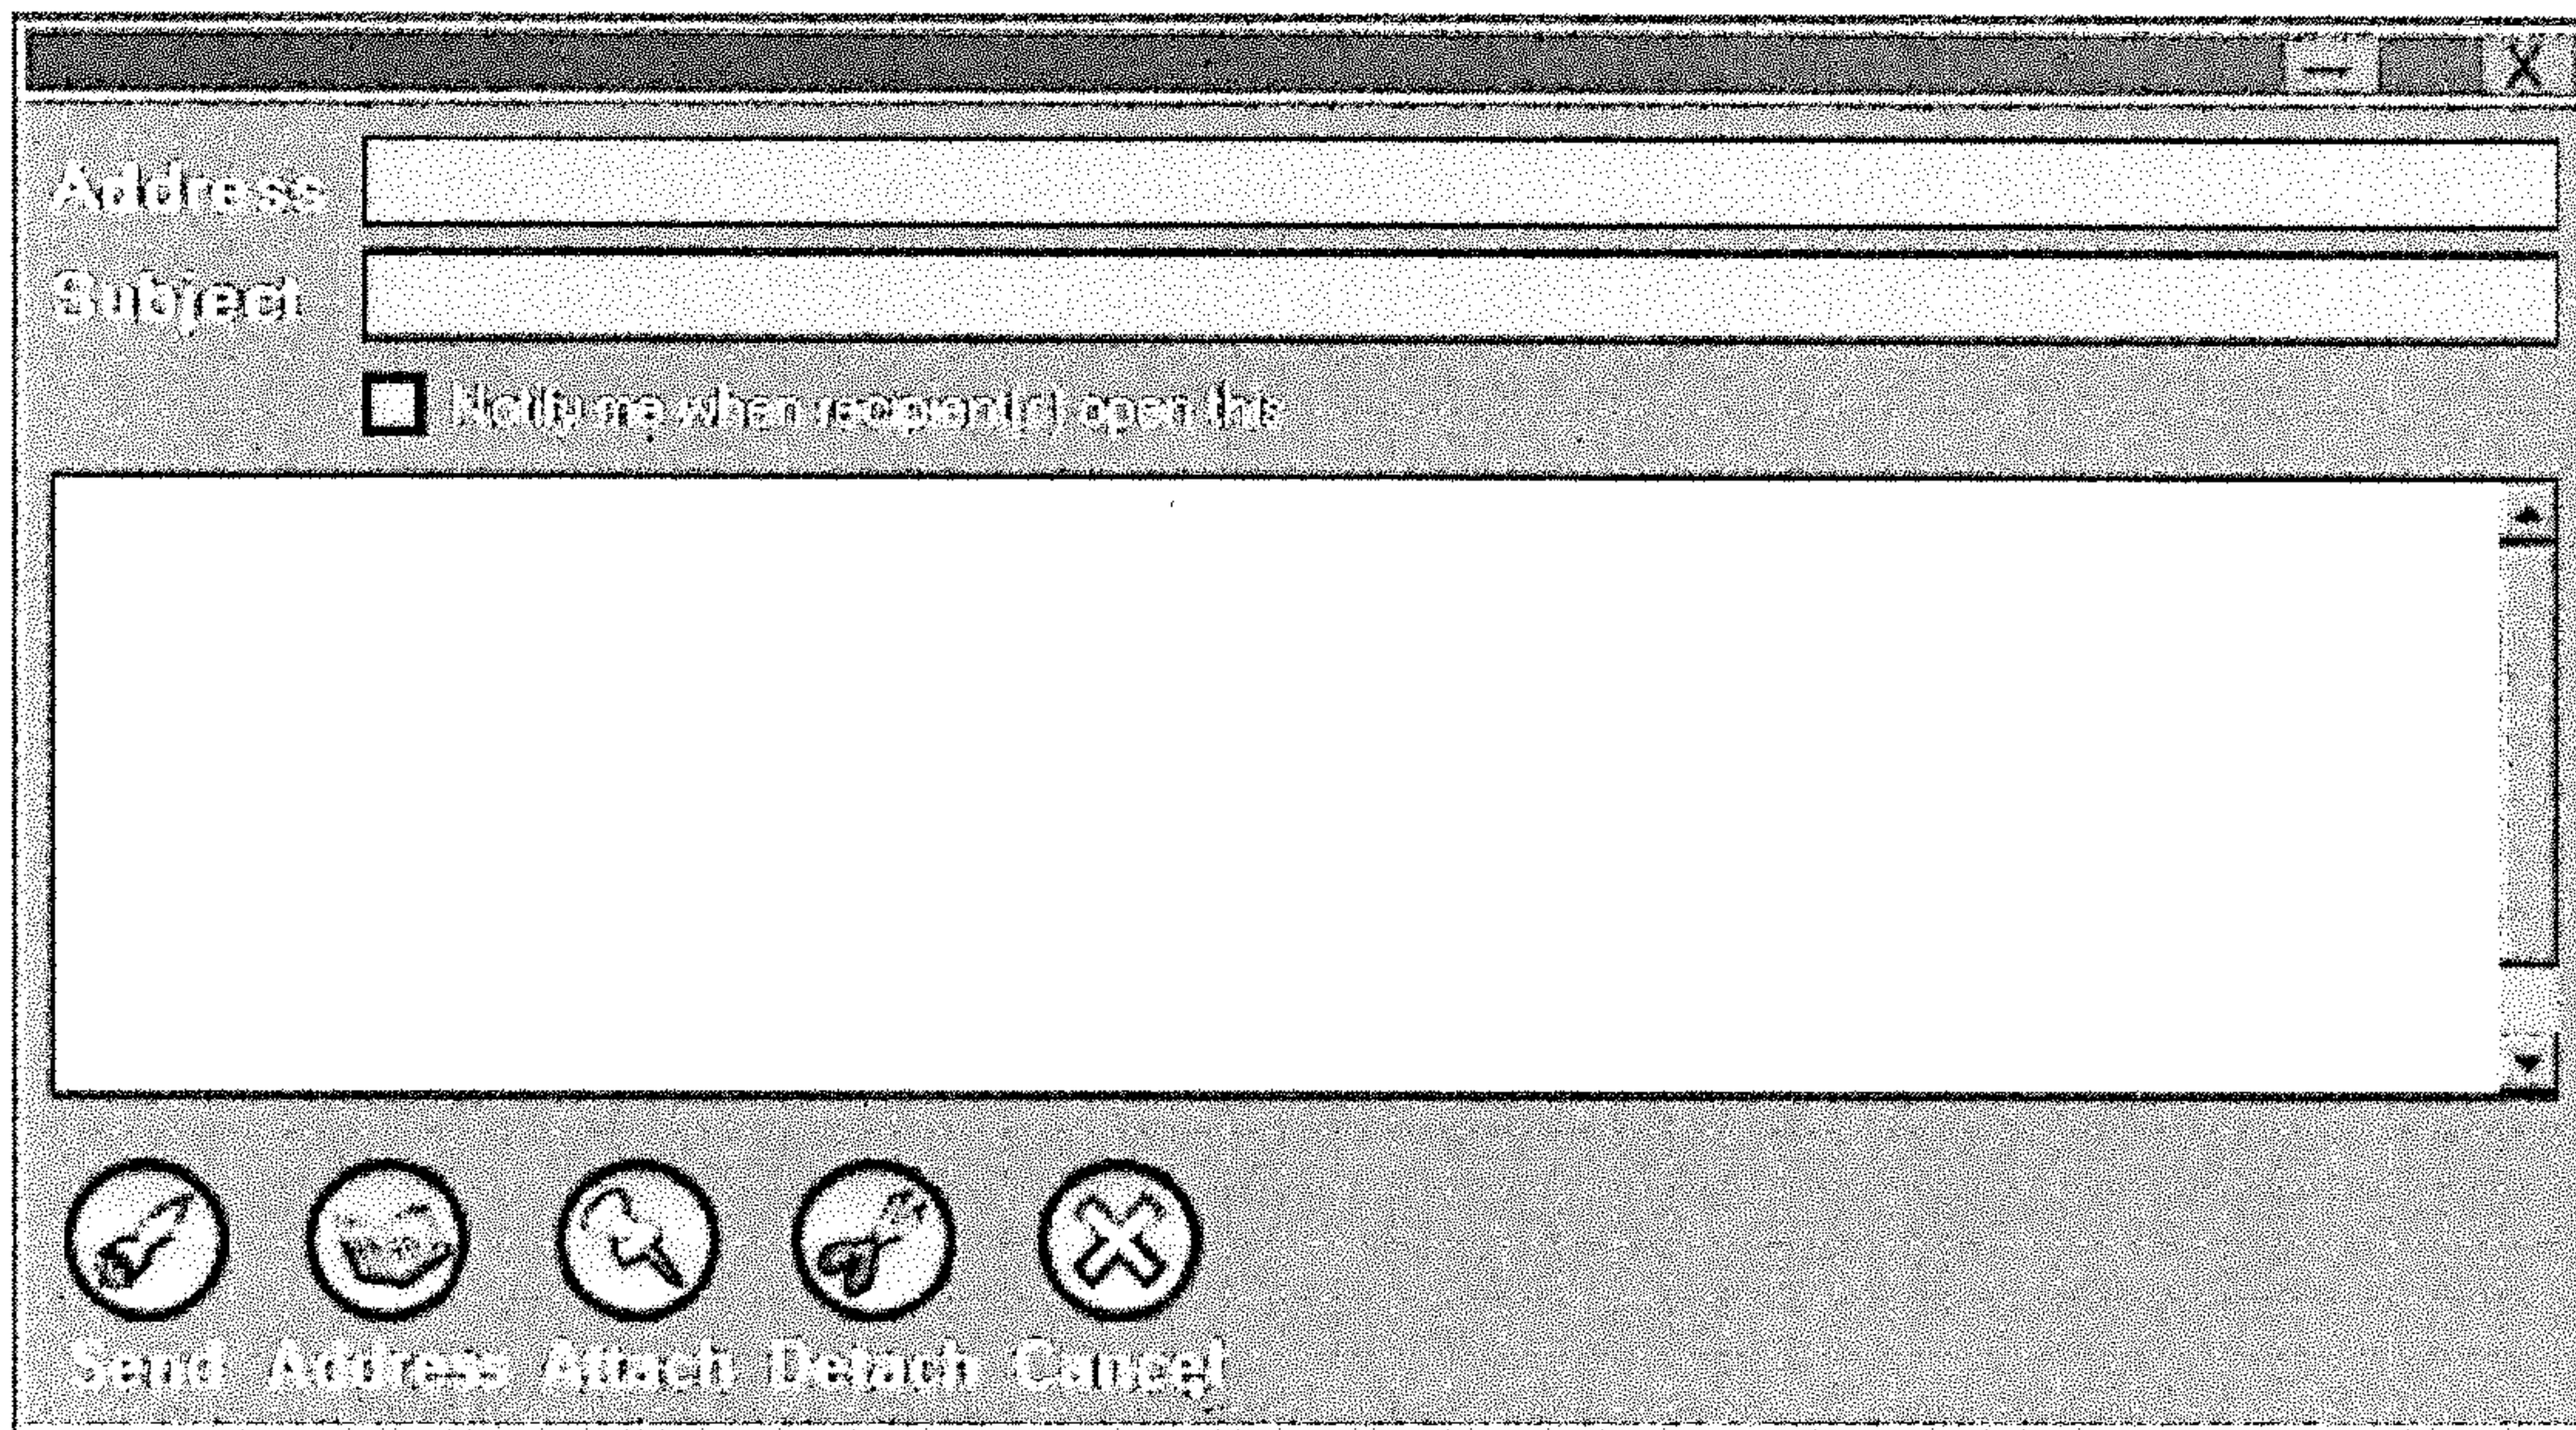 Address
Subject
Notify me when recipient(s) open this
Send Address Attach Detach Cancel